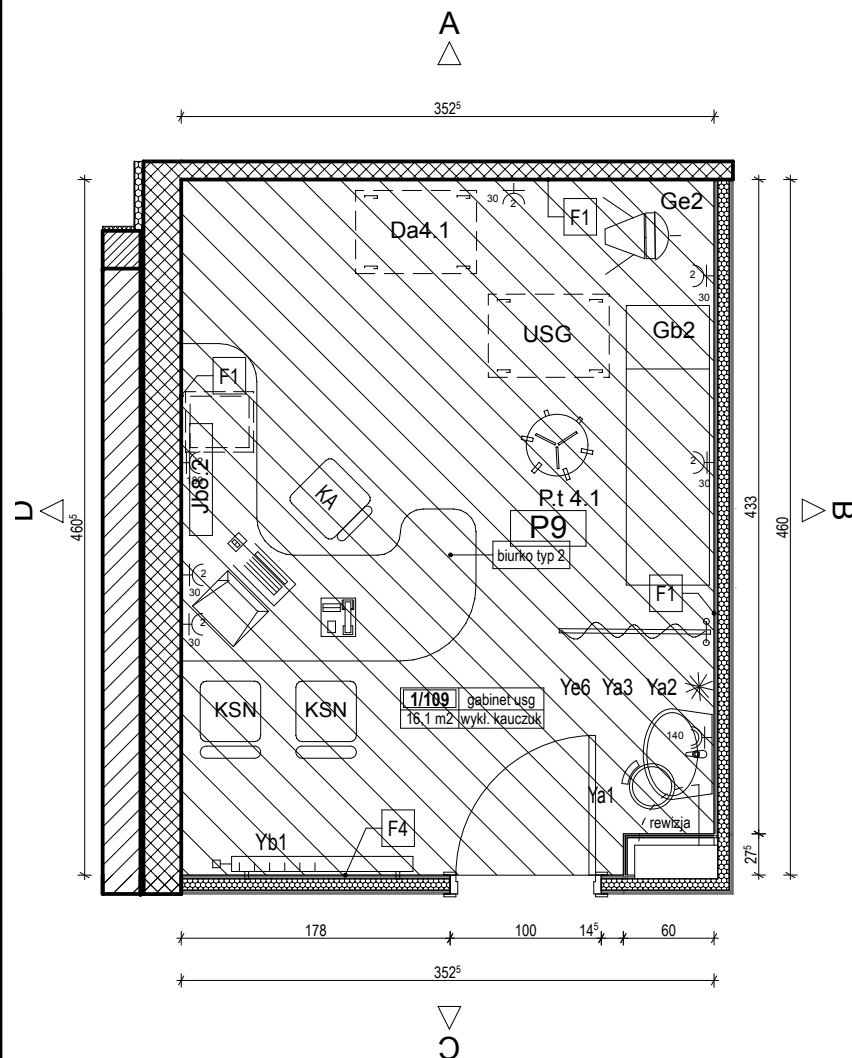 A
352⁵
Ge2
30 2
F1
Da4.1
2
30
USG
Gb2
F1
2
Jb8.2
KA
2
30
P.t 4.1
P9
biurko typ 2
D
460⁵
433
460
B
2
30
F1
2
30
KSN
KSN
1/109 gabinet usg
16,1 m2 wykł. kauczuk
Ye6 Ya3 Ya2
140
Ya1
rewizja
Yb1
F4
27⁵
178
100
14⁵
60
352⁵
C